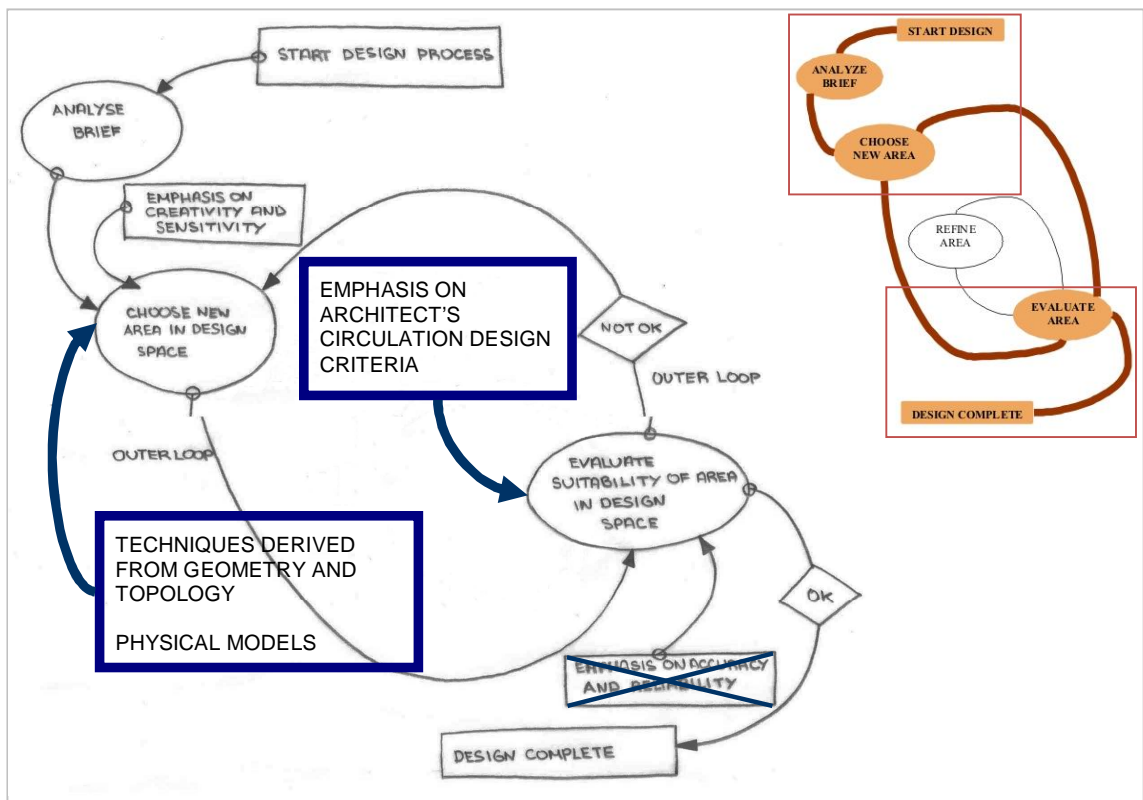 START DESIGN PROCESS
ANALYSE
BRIEF
EMPHASIS ON
CREATIVITY AND
SENSITIVITY
CHOOSE NEW
AREA IN DESIGN
SPACE
EMPHASIS ON
ARCHITECT'S
CIRCULATION DESIGN
CRITERIA
NOT OK
OUTER LOOP
OUTER LOOP
EVALUATE
SUITABILITY OF AREA
IN DESIGN
SPACE
TECHNIQUES DERIVED
FROM GEOMETRY AND
TOPOLOGY
PHYSICAL MODELS
OK
EMPHASIS ON ACCURACY
AND RELIABILITY
DESIGN COMPLETE
START DESIGN
ANALYZE
BRIEF
CHOOSE
NEW AREA
REFINE
AREA
EVALUATE
AREA
DESIGN COMPLETE